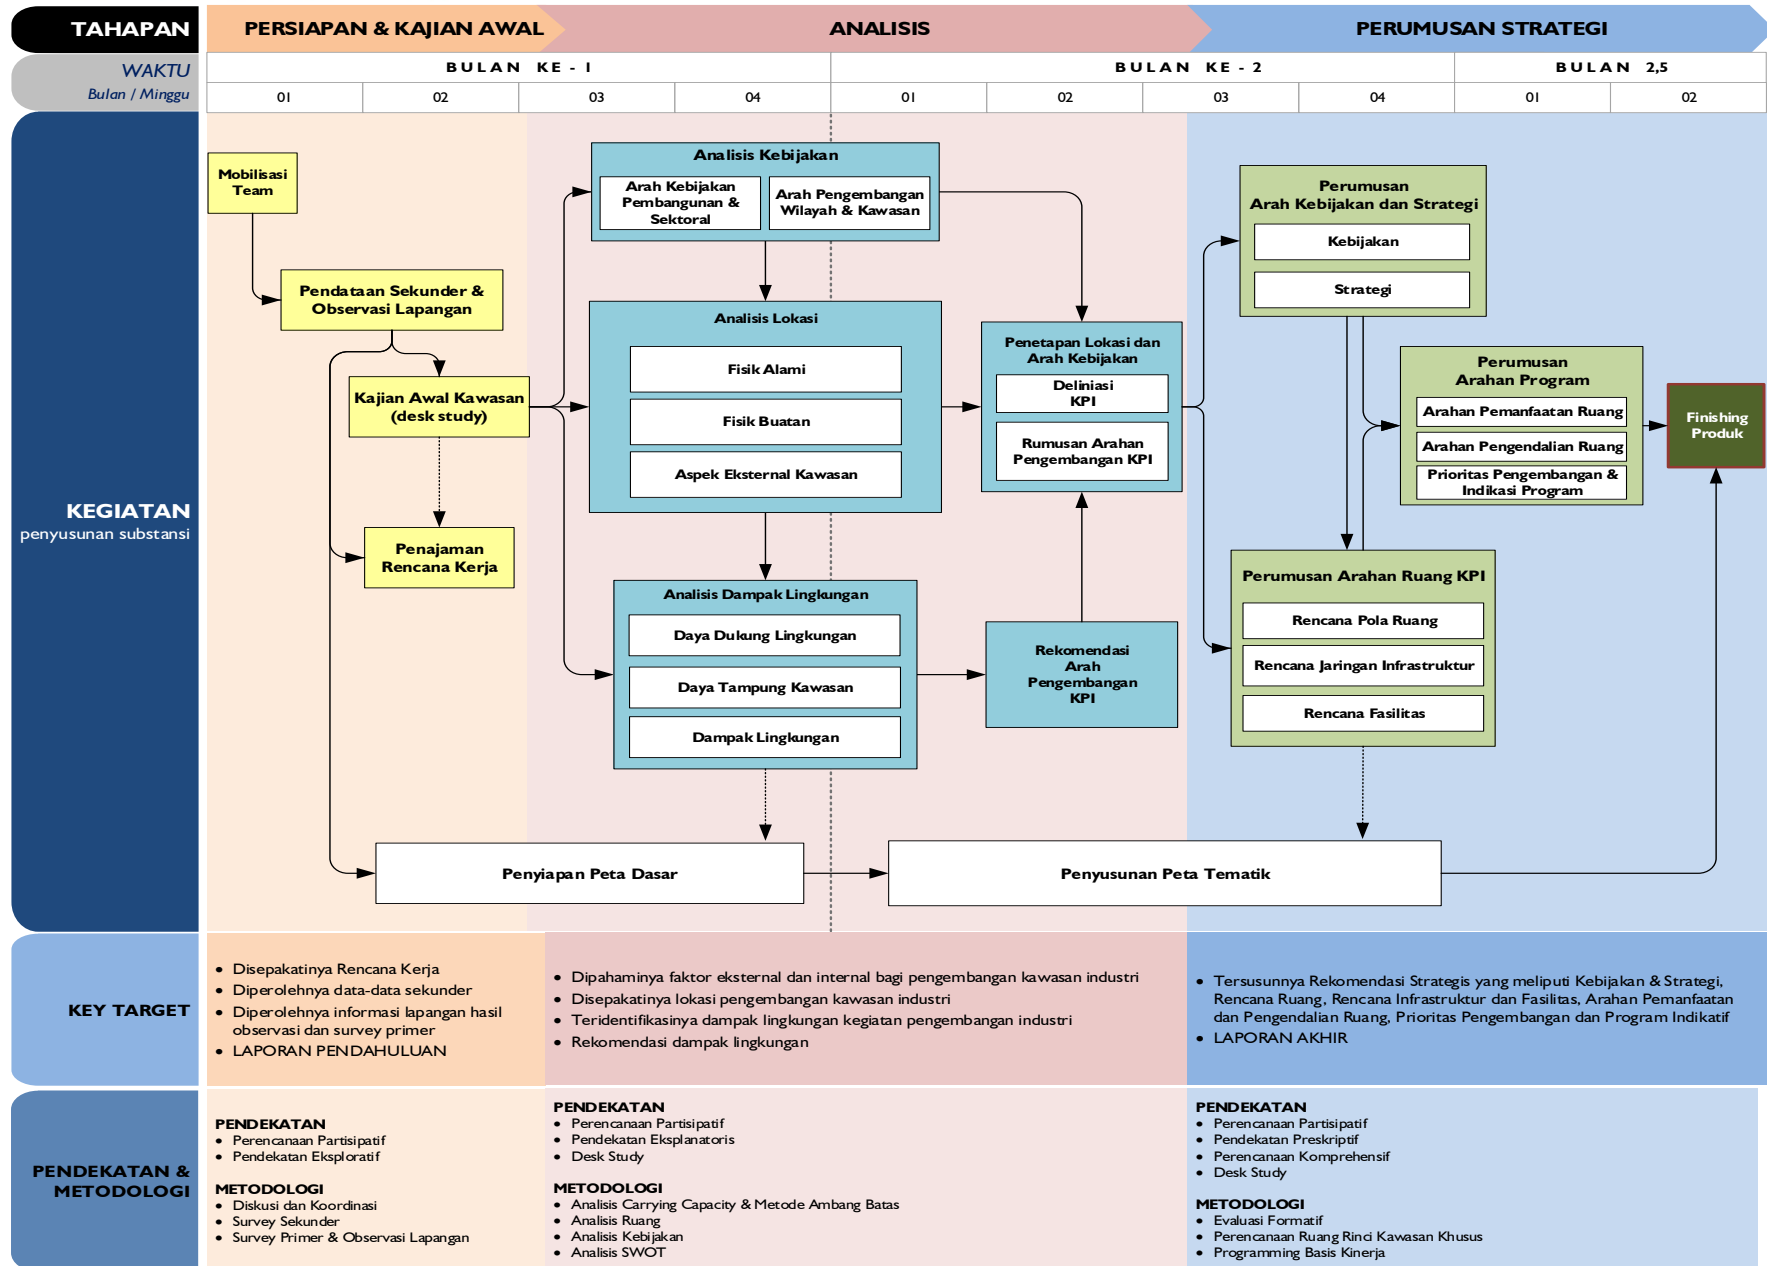 TAHAPAN
PERSIAPAN & KAJIAN AWAL
ANALISIS
PERUMUSAN STRATEGI
WAKTU
Bulan / Minggu
BULAN KE - I
BULAN KE - 2
BULAN 2,5
01
02
03
04
01
02
03
04
01
02
KEGIATAN
penyusunan substansi
Mobilisasi
Team
Pendataan Sekunder &
Observasi Lapangan
Kajian Awal Kawasan
(desk study)
Penajaman
Rencana Kerja
Analisis Kebijakan
Arah Kebijakan
Pembangunan &
Sektoral
Arah Pengembangan
Wilayah & Kawasan
Analisis Lokasi
Fisik Alami
Fisik Buatan
Aspek Eksternal Kawasan
Analisis Dampak Lingkungan
Daya Dukung Lingkungan
Daya Tampung Kawasan
Dampak Lingkungan
Penetapan Lokasi dan
Arah Kebijakan
Deliniasi
KPI
Rumusan Arahan
Pengembangan KPI
Rekomendasi
Arah
Pengembangan
KPI
Perumusan
Arah Kebijakan dan Strategi
Kebijakan
Strategi
Perumusan
Arahan Program
Arahan Pemanfaatan Ruang
Arahan Pengendalian Ruang
Prioritas Pengembangan &
Indikasi Program
Finishing
Produk
Perumusan Arahan Ruang KPI
Rencana Pola Ruang
Rencana Jaringan Infrastruktur
Rencana Fasilitas
Penyiapan Peta Dasar
Penyusunan Peta Tematik
KEY TARGET
• Disepakatinya Rencana Kerja
• Diperolehnya data-data sekunder
• Diperolehnya informasi lapangan hasil
observasi dan survey primer
• LAPORAN PENDAHULUAN
• Dipahaminya faktor eksternal dan internal bagi pengembangan kawasan industri
• Disepakatinya lokasi pengembangan kawasan industri
• Teridentifikasinya dampak lingkungan kegiatan pengembangan industri
• Rekomendasi dampak lingkungan
• Tersusunnya Rekomendasi Strategis yang meliputi Kebijakan & Strategi,
Rencana Ruang, Rencana Infrastruktur dan Fasilitas, Arahan Pemanfaatan
dan Pengendalian Ruang, Prioritas Pengembangan dan Program Indikatif
• LAPORAN AKHIR
PENDEKATAN &
METODOLOGI
PENDEKATAN
• Perencanaan Partisipatif
• Pendekatan Eksploratif
METODOLOGI
• Diskusi dan Koordinasi
• Survey Sekunder
• Survey Primer & Observasi Lapangan
PENDEKATAN
• Perencanaan Partisipatif
• Pendekatan Eksplanatoris
• Desk Study
METODOLOGI
• Analisis Carrying Capacity & Metode Ambang Batas
• Analisis Ruang
• Analisis Kebijakan
• Analisis SWOT
PENDEKATAN
• Perencanaan Partisipatif
• Pendekatan Preskriptif
• Perencanaan Komprehensif
• Desk Study
METODOLOGI
• Evaluasi Formatif
• Perencanaan Ruang Rinci Kawasan Khusus
• Programming Basis Kinerja